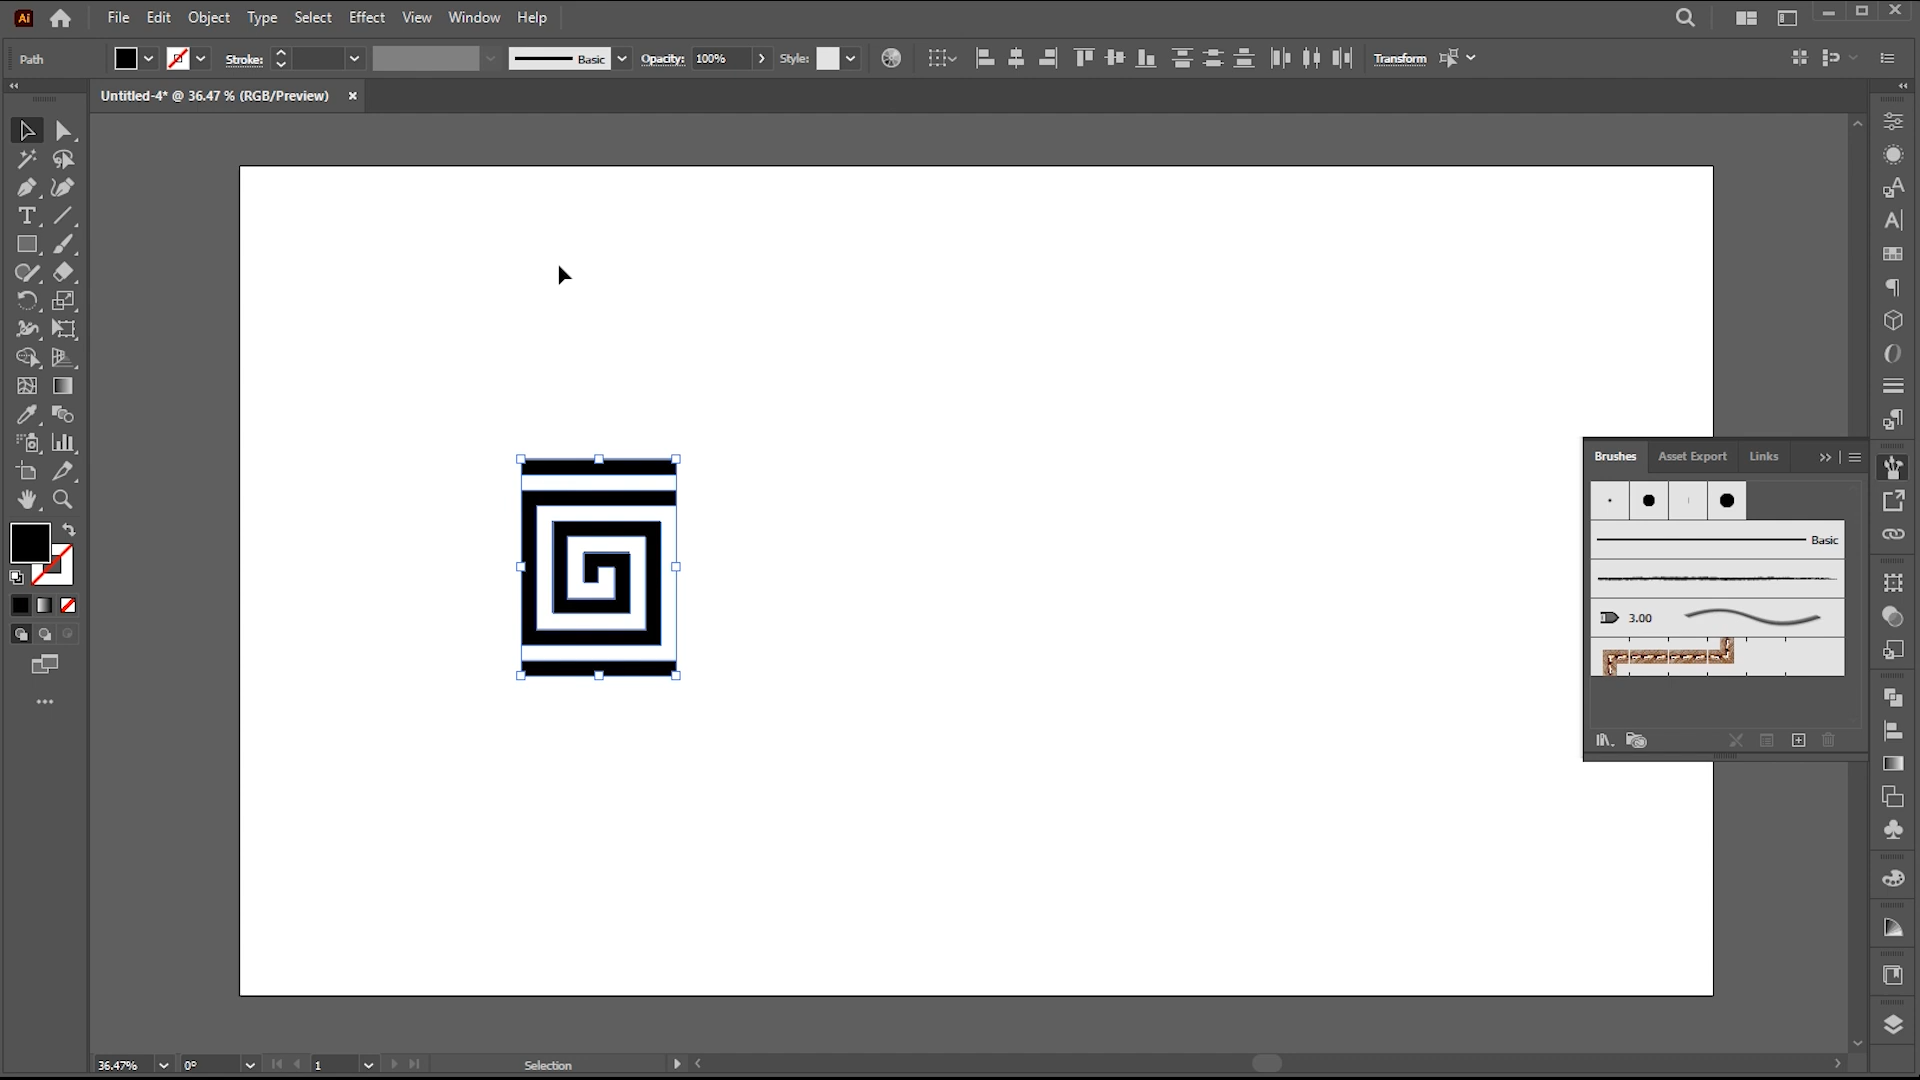 Ai File Edit Object Type Select Effect View Window Help
Path Stroke: Basic Opacity: 100% Style: Transform
Untitled-4* @ 36.47 % (RGB/Preview) ×
Brushes Asset Export Links
Basic
3.00
36.47% 0° 1 Selection